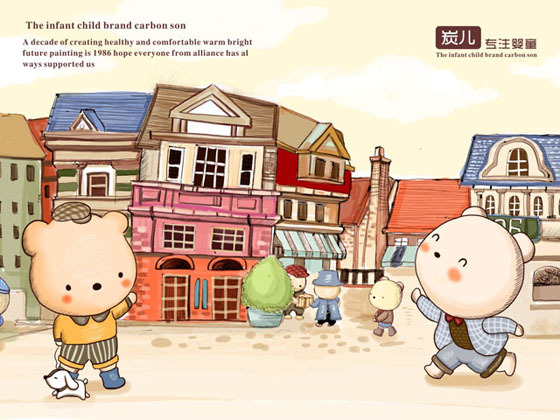 The infant child brand carbon son
A decade of creating healthy and comfortable warm bright
future painting is 1986 hope everyone from alliance has al
ways supported us
炭儿 专注婴童
The infant child brand carbon son